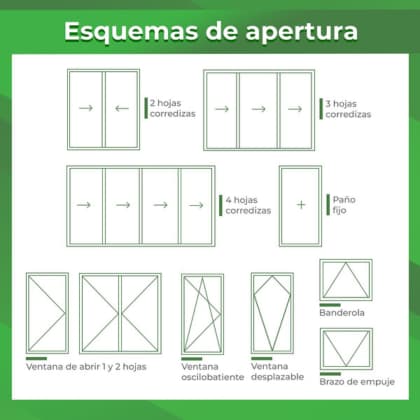 Esquemas de apertura
2 hojas
corredizas
3 hojas
corredizas
4 hojas
corredizas
Paño
fijo
Ventana de abrir 1 y 2 hojas
Ventana
oscilobatiente
Ventana
desplazable
Banderola
Brazo de empuje